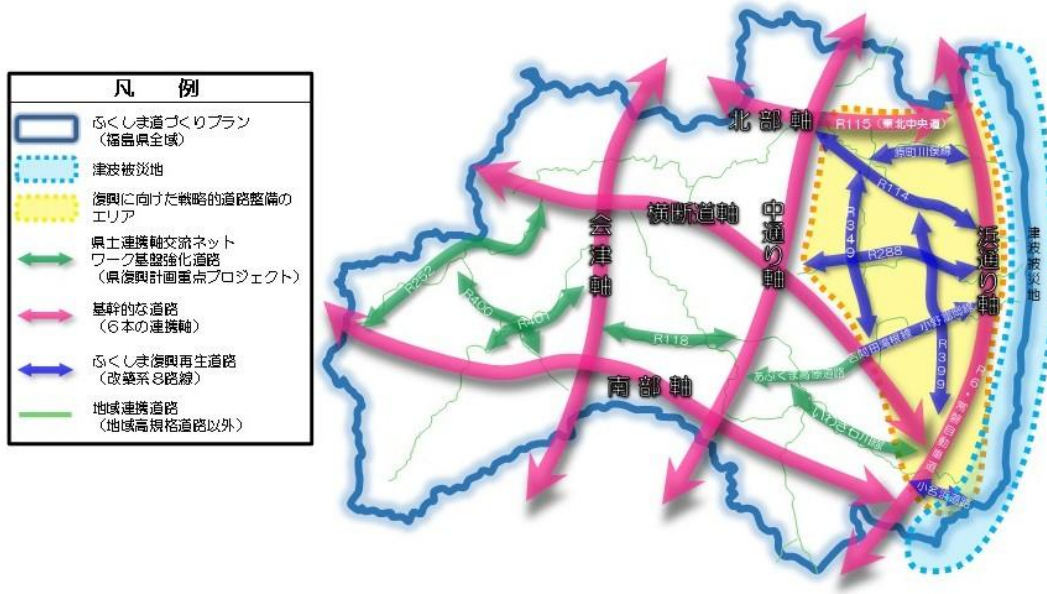 凡 例
ふくしま道づくりプラン
（福島県全域）
津波被災地
復興に向けた戦略的道路整備の
エリア
県土連携軸交流ネット
ワーク基盤強化道路
（県復興計画重点プロジェクト）
基幹的な道路
（６本の連携軸）
ふくしま復興再生道路
（改築系８路線）
地域連携道路
（地域高規格道路以外）
北部軸
R115（東北中央道）
原町川俣線
R114
横断道軸
中通り軸
会津軸
R349
R288
浜通り軸
津波被災地
R252
R400
R401
R118
吉間田滝根線
小野富岡線
R399
あぶくま高原道路
南部軸
いわき石川線
R6・常磐自動車道
小名浜道路